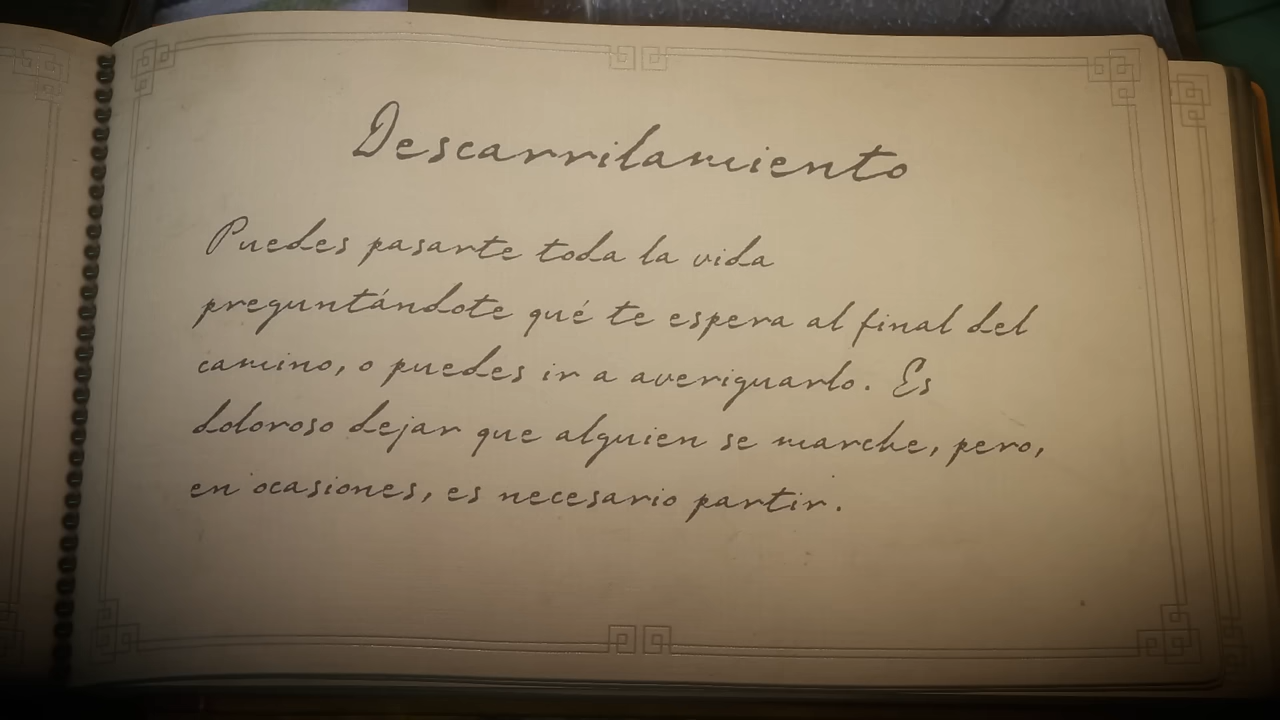 Descarrilamiento
Puedes pasarte toda la vida
preguntándote qué te espera al final del
camino, o puedes ir a averiguarlo. Es
doloroso dejar que alguien se marche, pero,
en ocasiones, es necesario partir.